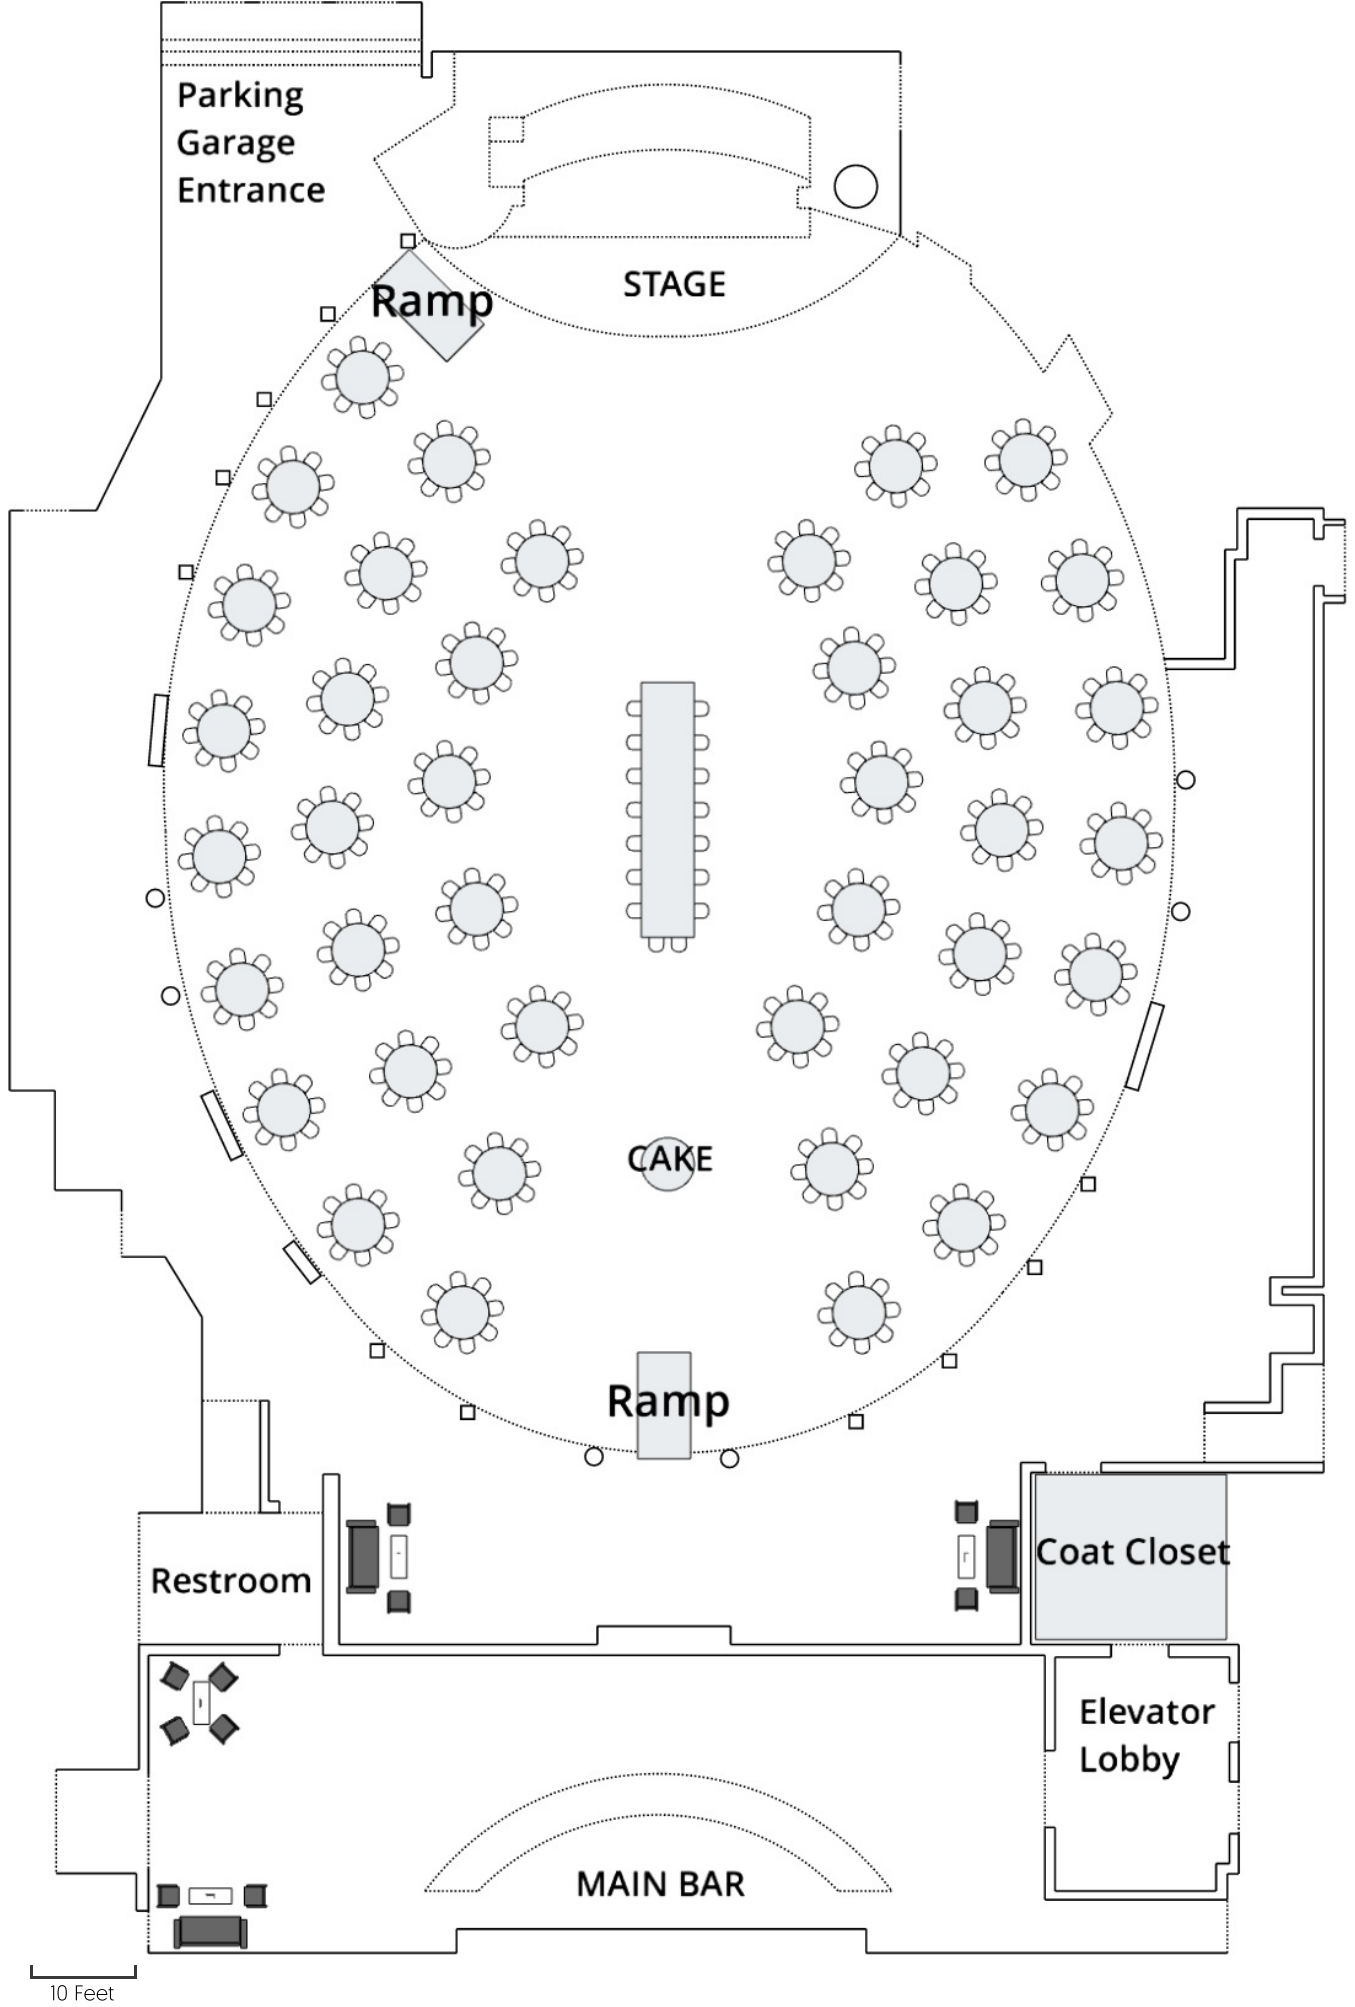 Parking
Garage
Entrance
STAGE
Ramp
CAKE
Ramp
Restroom
Coat Closet
Elevator
Lobby
MAIN BAR
10 Feet